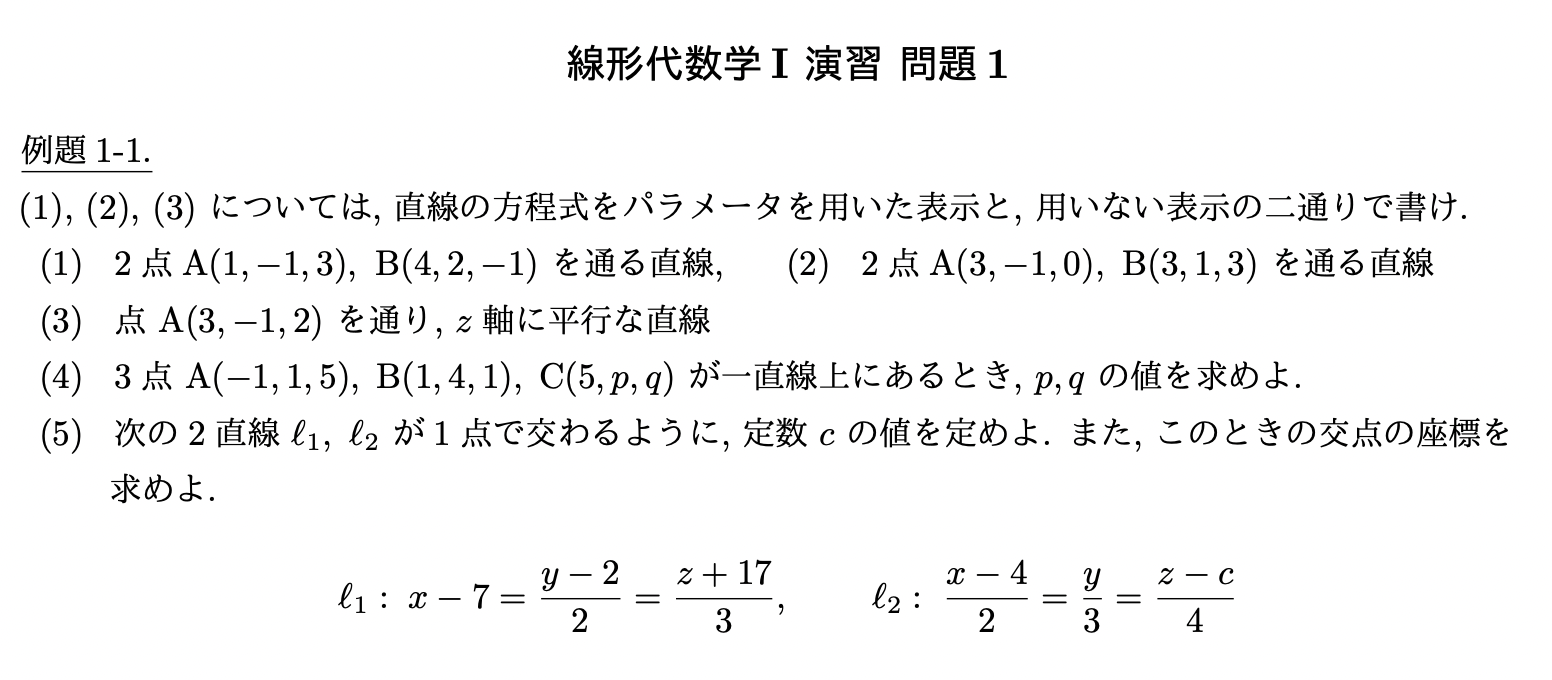 線形代数学 I 演習 問題 1
例題 1-1.
(1), (2), (3) については, 直線の方程式をパラメータを用いた表示と, 用いない表示の二通りで書け.
(1) 2 点 A(1, −1, 3), B(4, 2, −1) を通る直線, (2) 2 点 A(3, −1, 0), B(3, 1, 3) を通る直線
(3) 点 A(3, −1, 2) を通り, z 軸に平行な直線
(4) 3 点 A(−1, 1, 5), B(1, 4, 1), C(5, p, q) が一直線上にあるとき, p, q の値を求めよ.
(5) 次の 2 直線 ℓ₁, ℓ₂ が 1 点で交わるように, 定数 c の値を定めよ. また, このときの交点の座標を
求めよ.
ℓ₁ : x − 7 = (y − 2)/2 = (z + 17)/3, ℓ₂ : (x − 4)/2 = y/3 = (z − c)/4